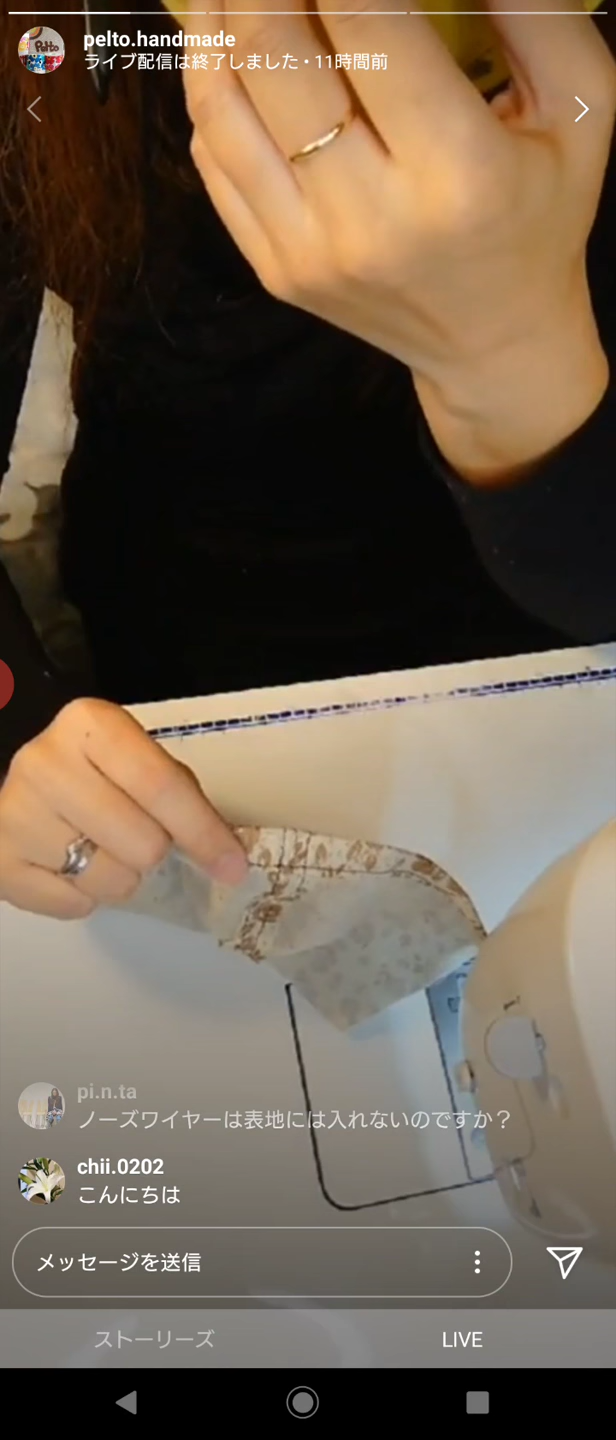 pelto.handmade
ライブ配信は終了しました・11時間前
Pelto
pi.n.ta
ノーズワイヤーは表地には入れないのですか？
chii.0202
こんにちは
メッセージを送信
ストーリーズ
LIVE